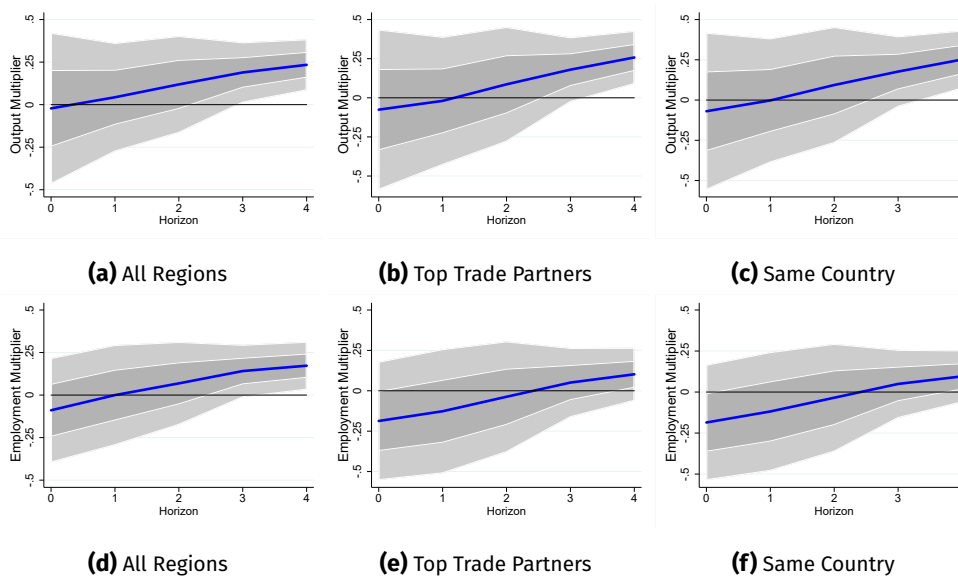 Output Multiplier
.5
.25
0
-.25
-.5
0 1 2 3 4
Horizon
(a) All Regions
Output Multiplier
.5
.25
0
-.25
-.5
0 1 2 3 4
Horizon
(b) Top Trade Partners
Output Multiplier
.5
.25
0
-.25
-.5
0 1 2 3
Horizon
(c) Same Country
Employment Multiplier
.5
.25
0
-.25
-.5
0 1 2 3 4
Horizon
(d) All Regions
Employment Multiplier
.5
.25
0
-.25
-.5
0 1 2 3 4
Horizon
(e) Top Trade Partners
Employment Multiplier
.5
.25
0
-.25
-.5
0 1 2 3
Horizon
(f) Same Country